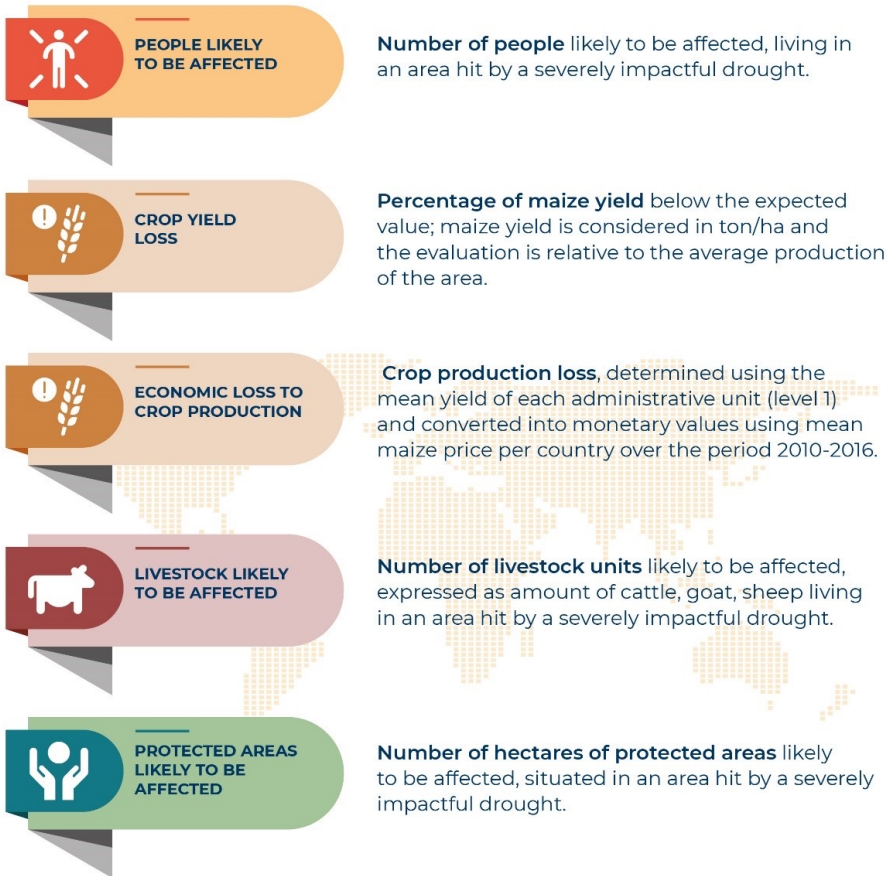 PEOPLE LIKELY
TO BE AFFECTED
Number of people likely to be affected, living in
an area hit by a severely impactful drought.
CROP YIELD
LOSS
Percentage of maize yield below the expected
value; maize yield is considered in ton/ha and
the evaluation is relative to the average production
of the area.
ECONOMIC LOSS TO
CROP PRODUCTION
Crop production loss, determined using the
mean yield of each administrative unit (level 1)
and converted into monetary values using mean
maize price per country over the period 2010-2016.
LIVESTOCK LIKELY
TO BE AFFECTED
Number of livestock units likely to be affected,
expressed as amount of cattle, goat, sheep living
in an area hit by a severely impactful drought.
PROTECTED AREAS
LIKELY TO BE
AFFECTED
Number of hectares of protected areas likely
to be affected, situated in an area hit by a severely
impactful drought.